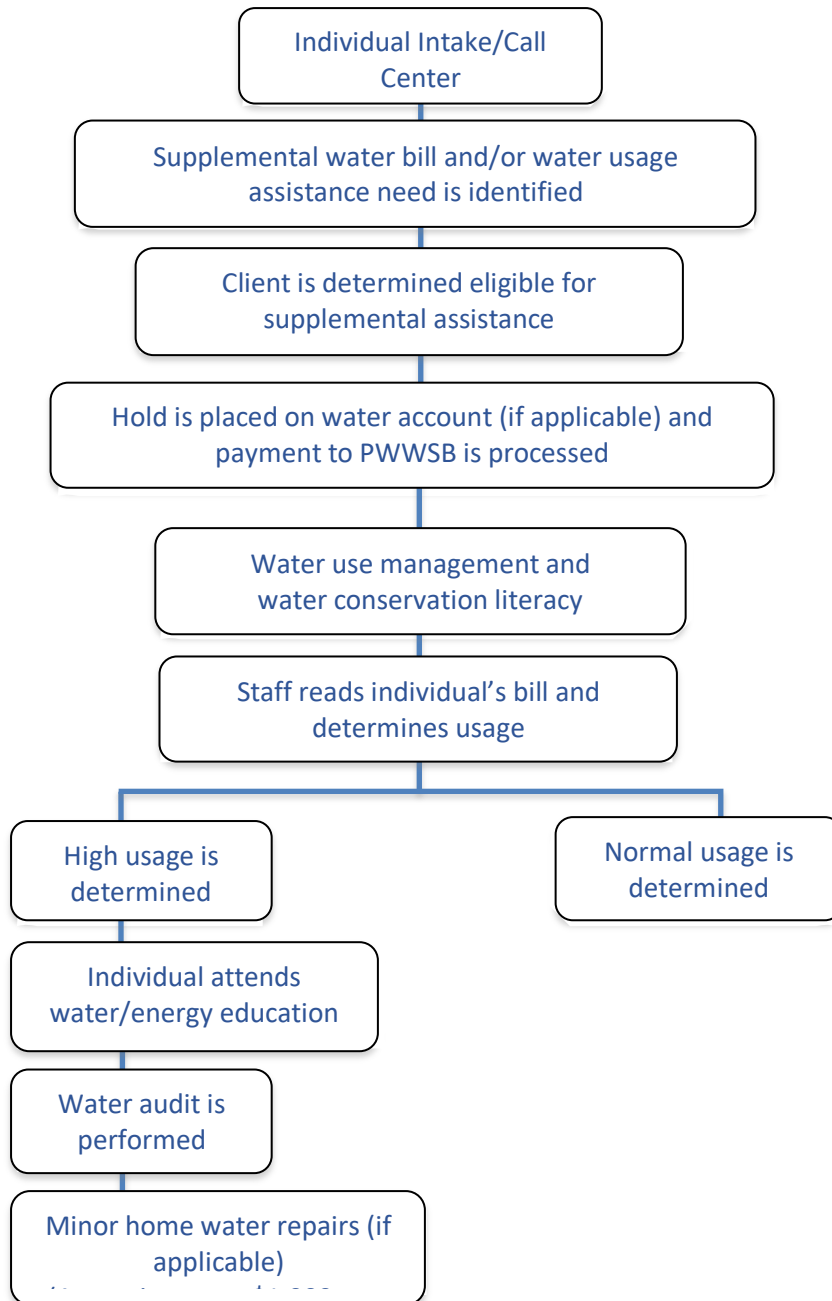 Individual Intake/Call
Center
Supplemental water bill and/or water usage
assistance need is identified
Client is determined eligible for
supplemental assistance
Hold is placed on water account (if applicable) and
payment to PWWSB is processed
Water use management and
water conservation literacy
Staff reads individual’s bill and
determines usage
High usage is
determined
Normal usage is
determined
Individual attends
water/energy education
Water audit is
performed
Minor home water repairs (if
applicable)